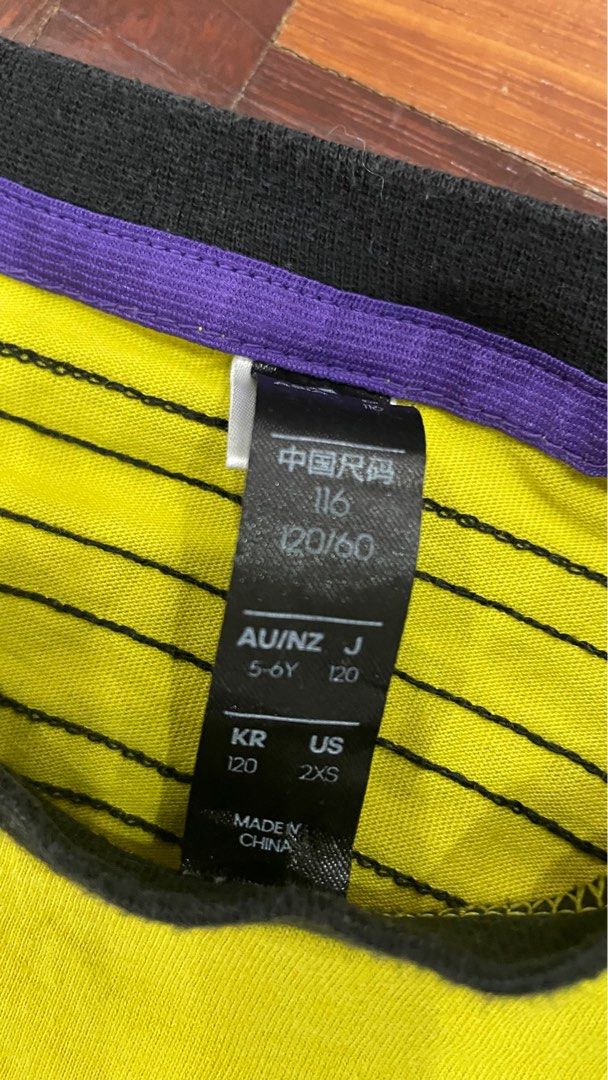 中国尺码
116
120/60
AU/NZ J
5-6Y 120
KR US
120 2XS
MADE IN
CHINA